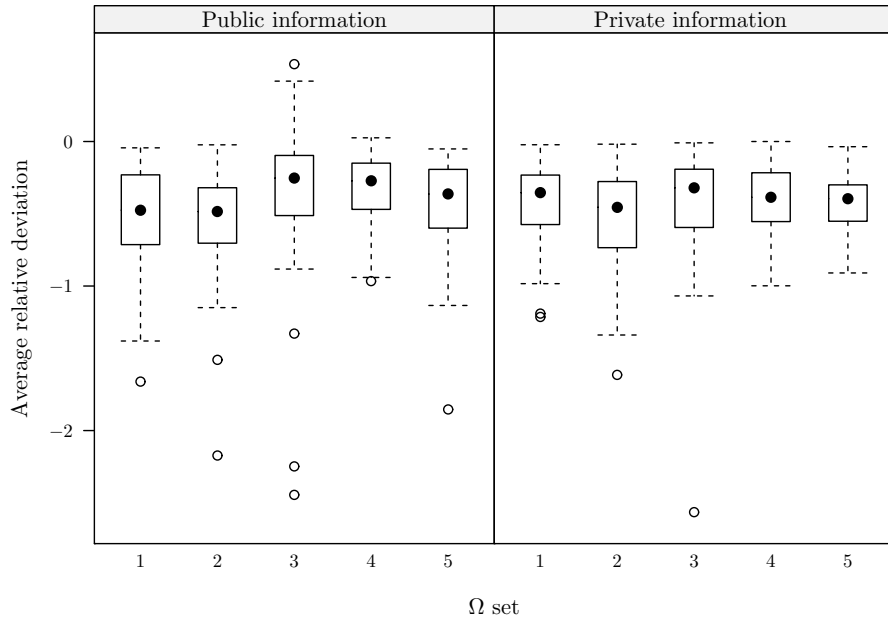 Public information Private information
Average relative deviation
0
−1
−2
1 2 3 4 5 1 2 3 4 5
Ω set